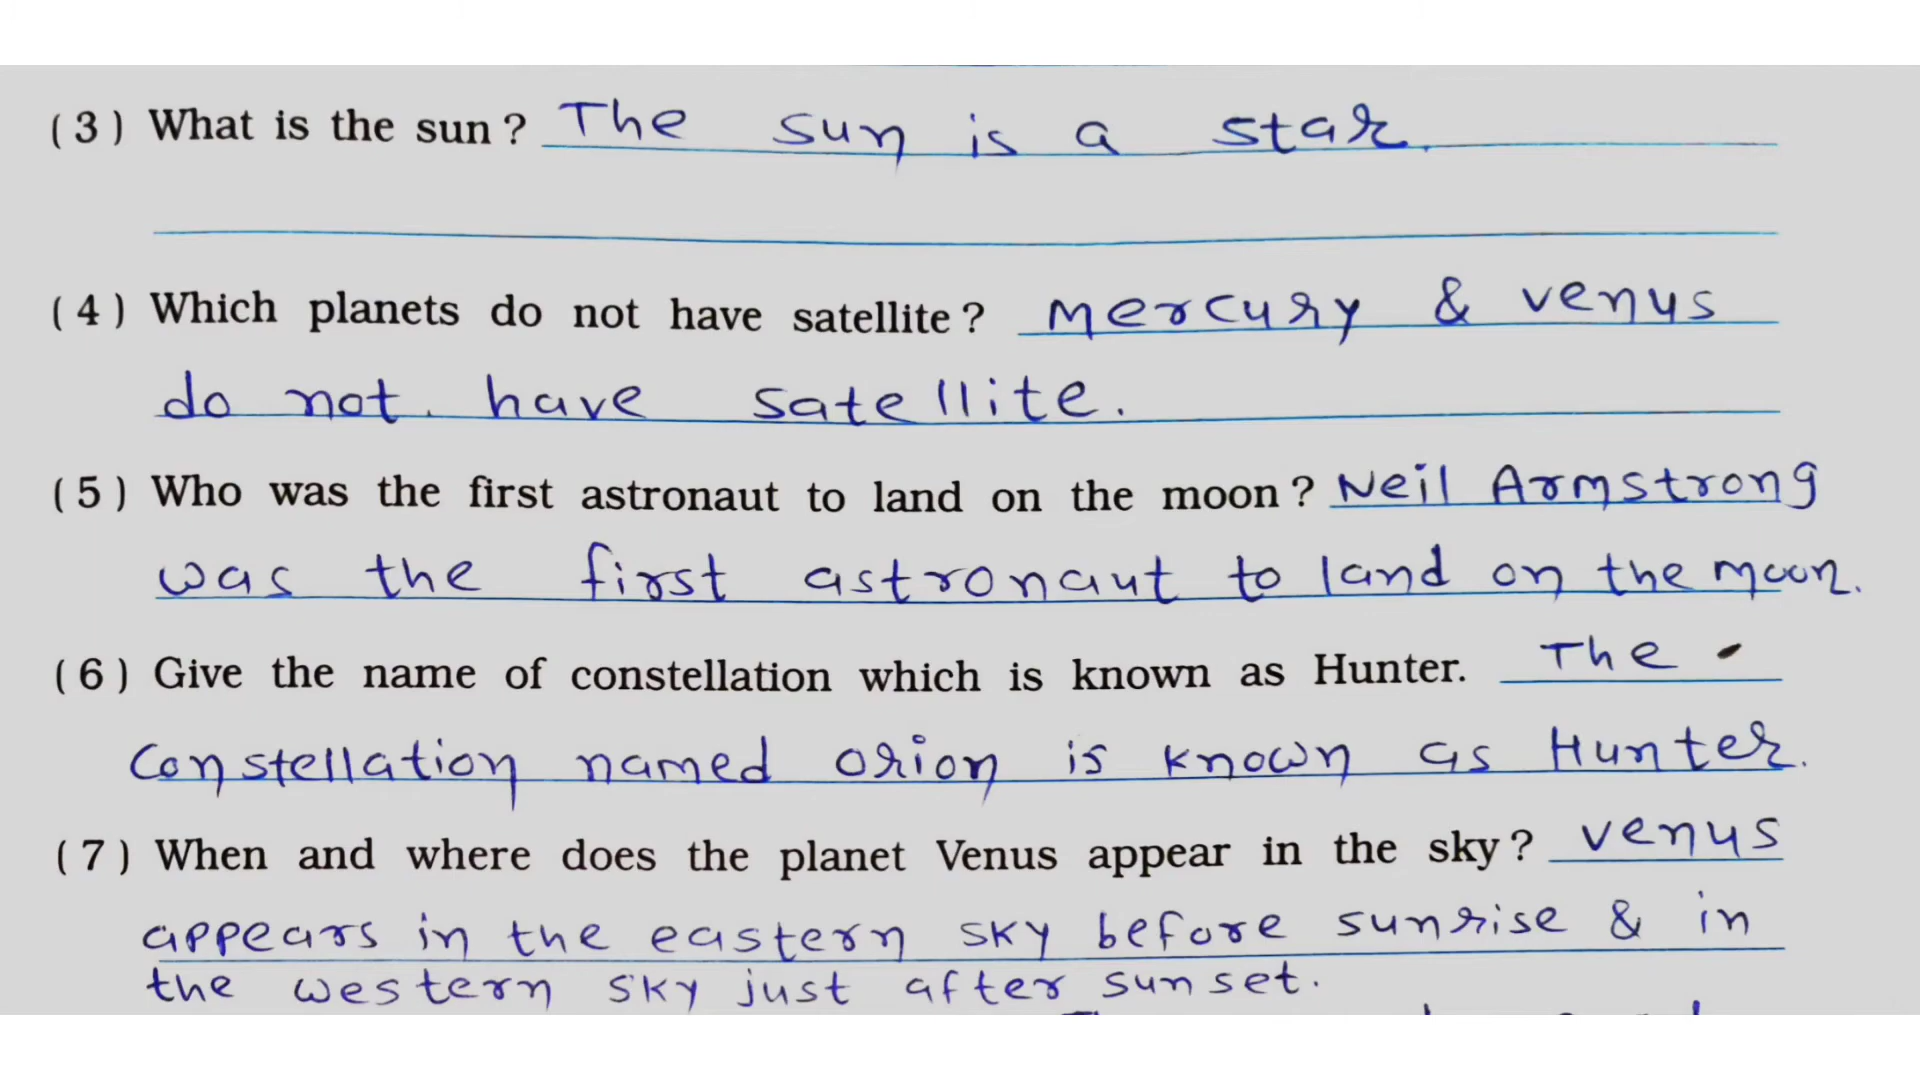 (3) What is the sun? The sun is a star.
(4) Which planets do not have satellite? Mercury & venus
do not have satellite.
(5) Who was the first astronaut to land on the moon? Neil Armstrong
was the first astronaut to land on the moon.
(6) Give the name of constellation which is known as Hunter. The
Constellation named orion is known as Hunter.
(7) When and where does the planet Venus appear in the sky? venus
appears in the eastern sky before sunrise & in
the western sky just after sunset.